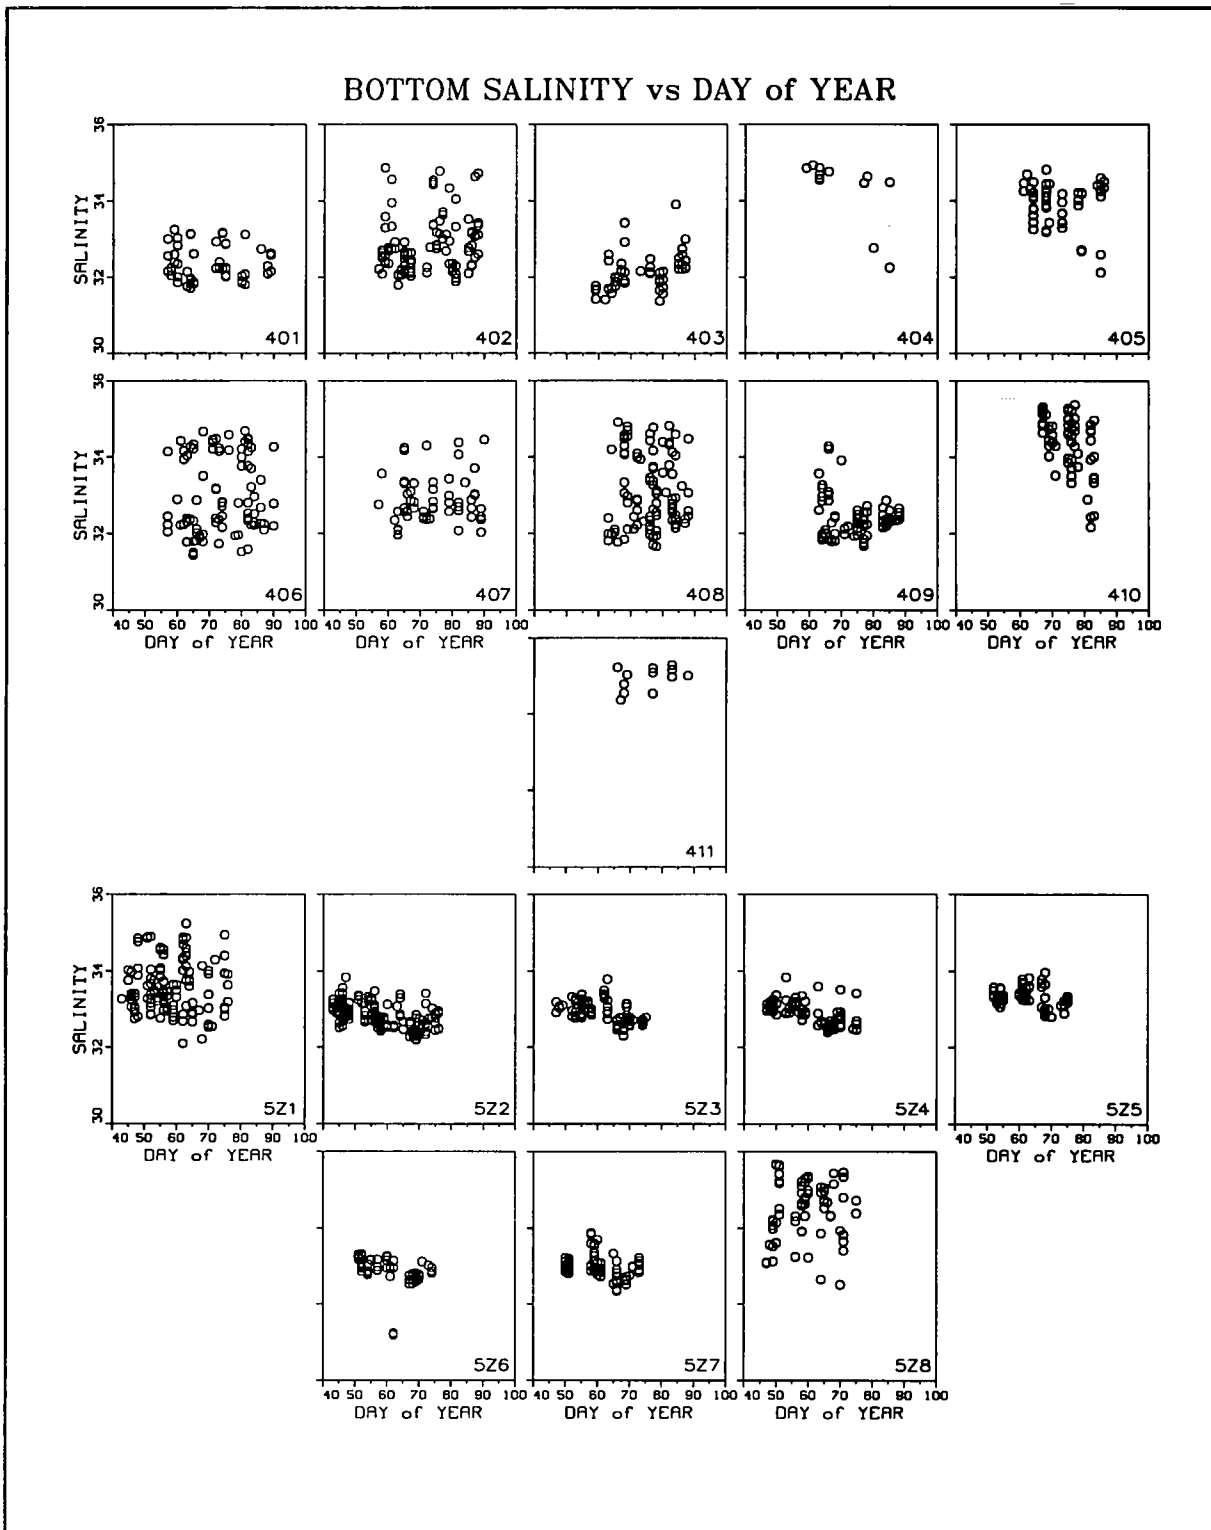 BOTTOM SALINITY vs DAY of YEAR
36
34
32
30
SALINITY
401 402 403 404 405
36
34
32
30
SALINITY
406 407 408 409 410
40 50 60 70 80 90 100 40 50 60 70 80 90 100 40 50 60 70 80 90 100 40 50 60 70 80 90 100
DAY of YEAR DAY of YEAR DAY of YEAR DAY of YEAR
411
36
34
32
30
SALINITY
5Z1 5Z2 5Z3 5Z4 5Z5
40 50 60 70 80 90 100 40 50 60 70 80 90 100
DAY of YEAR DAY of YEAR
5Z6 5Z7 5Z8
40 50 60 70 80 90 100 40 50 60 70 80 90 100 40 50 60 70 80 90 100
DAY of YEAR DAY of YEAR DAY of YEAR